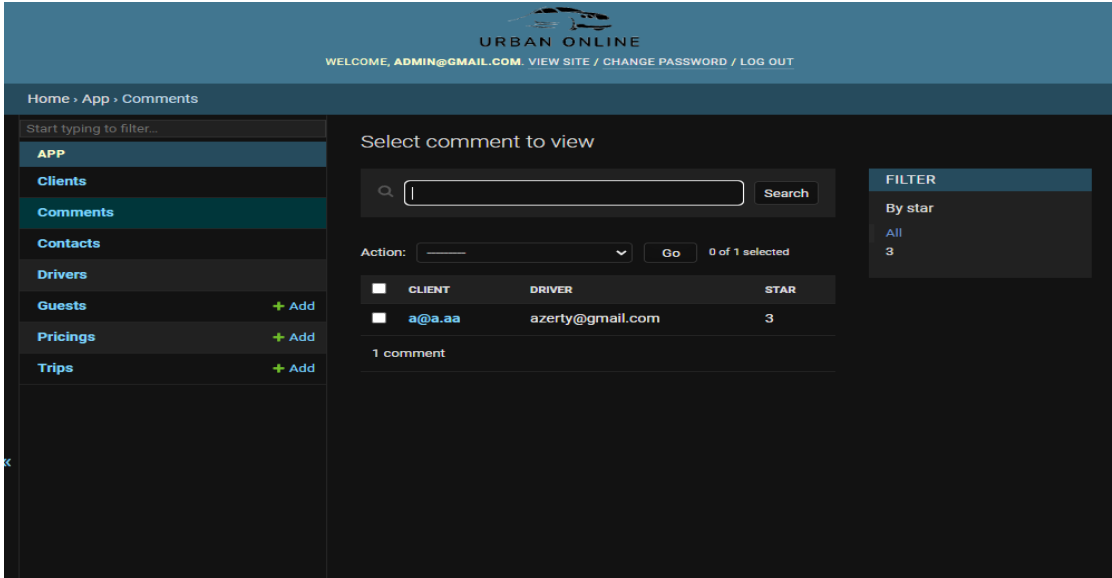 URBAN ONLINE
WELCOME, ADMIN@GMAIL.COM. VIEW SITE / CHANGE PASSWORD / LOG OUT
Home › App › Comments
Start typing to filter...
APP
Clients
Comments
Contacts
Drivers
Guests + Add
Pricings + Add
Trips + Add
«
Select comment to view
Search
Action: --------- Go 0 of 1 selected
CLIENT DRIVER STAR
a@a.aa azerty@gmail.com 3
1 comment
FILTER
By star
All
3